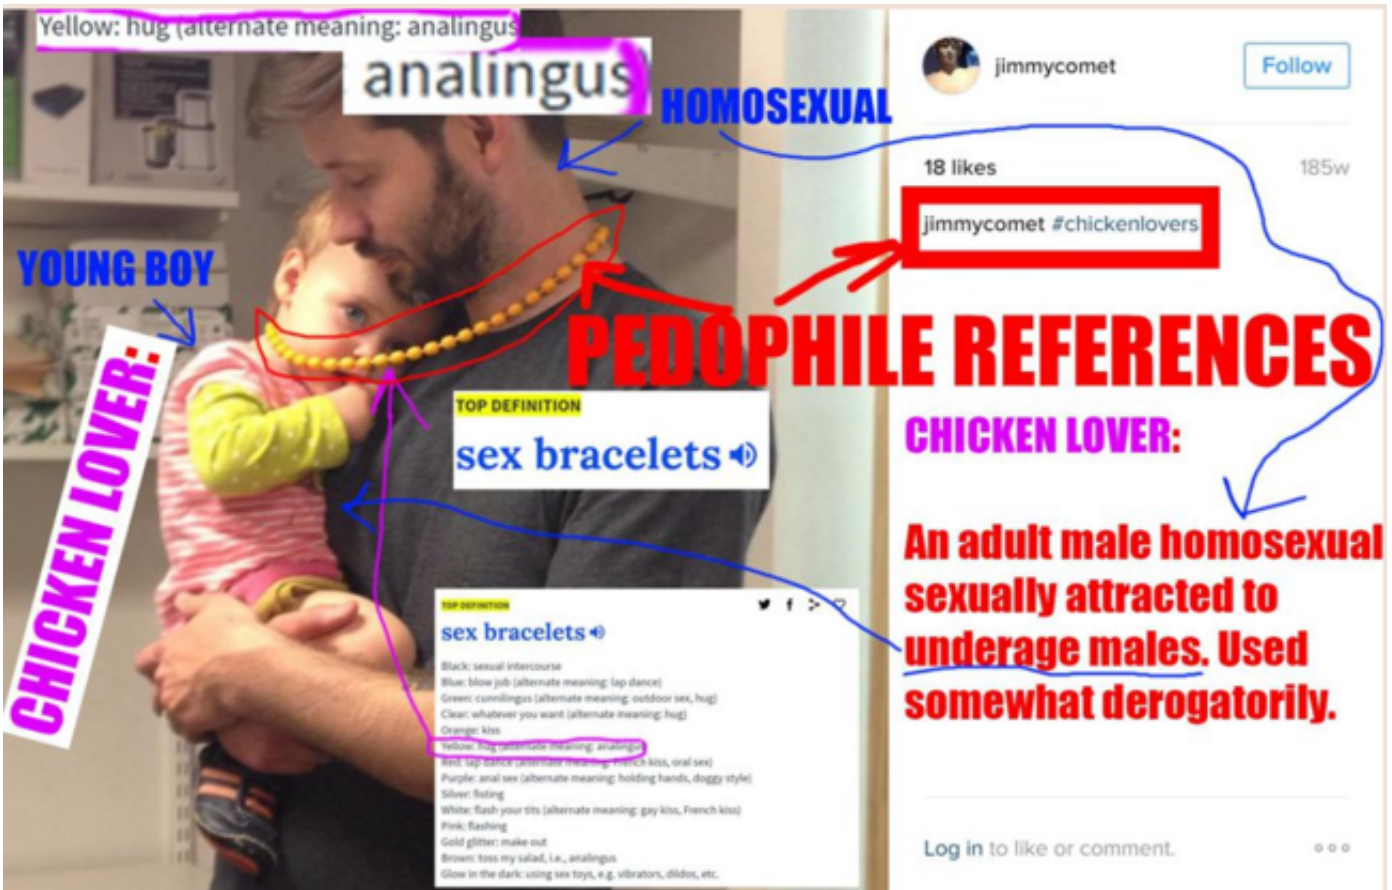 Yellow: hug (alternate meaning: analingus
analingus
HOMOSEXUAL
YOUNG BOY
CHICKEN LOVER:
TOP DEFINITION
sex bracelets
TOP DEFINITION
sex bracelets
Black: sexual intercourse
Blue: blow job (alternate meaning: lap dance)
Green: cunnilingus (alternate meaning: outdoor sex, hug)
Clear: whatever you want (alternate meaning: hug)
Orange: kiss
Yellow: hug (alternate meaning: analingus
Red: lap dance (alternate meaning: French kiss, oral sex)
Purple: anal sex (alternate meaning: holding hands, doggy style)
Silver: fisting
White: flash your tits (alternate meaning: gay kiss, French kiss)
Pink: flashing
Gold glitter: make out
Brown: toss my salad, i.e., analingus
Glow in the dark: using sex toys, e.g. vibrators, dildos, etc.
jimmycomet
Follow
18 likes
185w
jimmycomet #chickenlovers
PEDOPHILE REFERENCES
CHICKEN LOVER:
An adult male homosexual
sexually attracted to
underage males. Used
somewhat derogatorily.
Log in to like or comment.